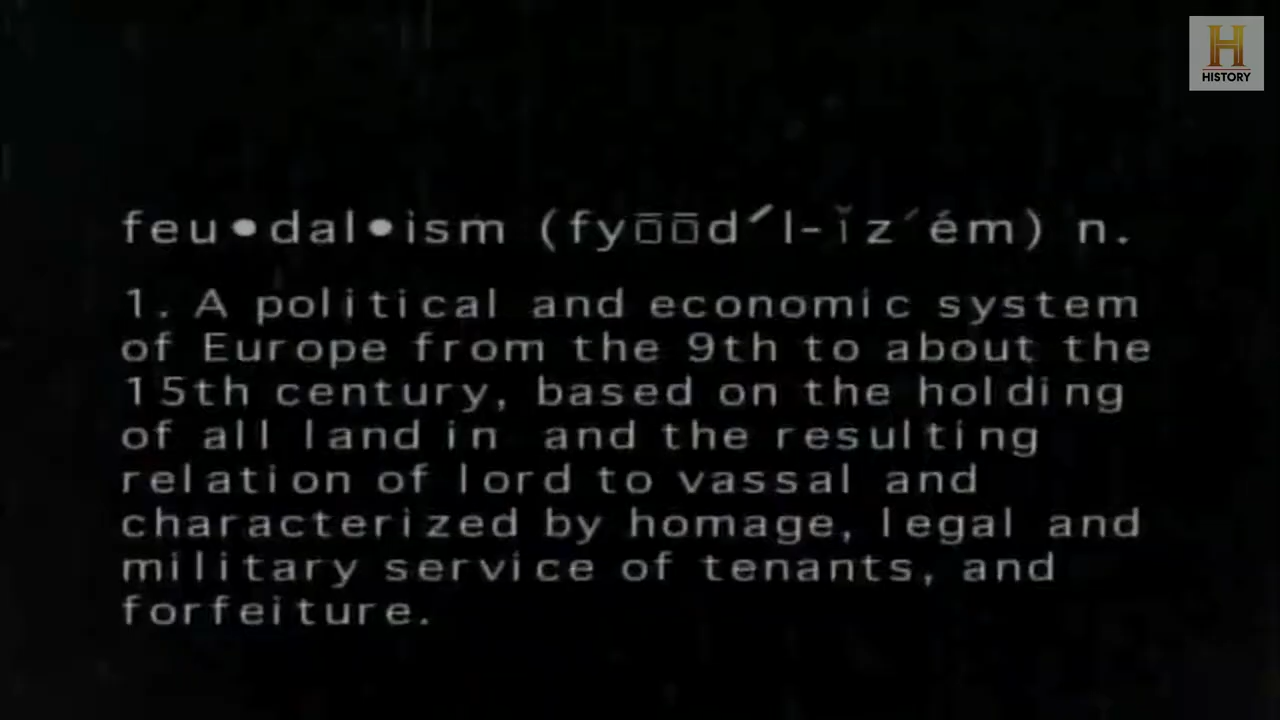 H
HISTORY
feu•dal•ism (fy□̄□̄d´l-ĭz´ém) n.
1. A political and economic system
of Europe from the 9th to about the
15th century, based on the holding
of all land in and the resulting
relation of lord to vassal and
characterized by homage, legal and
military service of tenants, and
forfeiture.